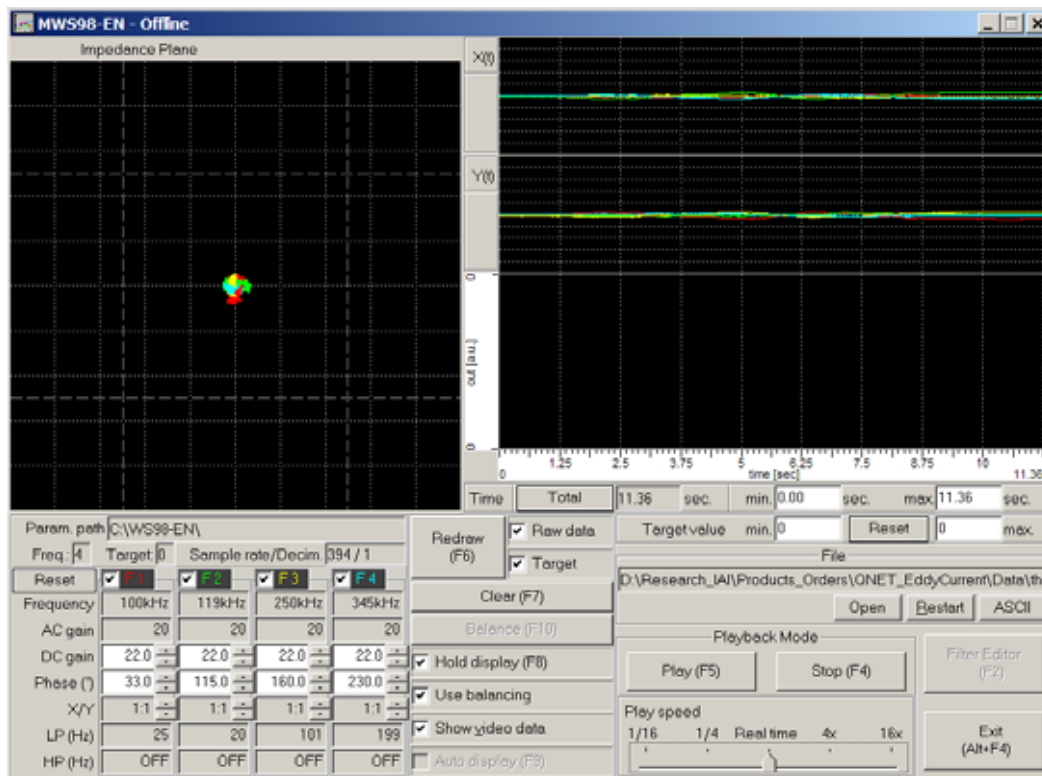 MWS98-EN - Offline
Impedance Plane
X(t)
Y(t)
0
out [a.u.]
0
1.25 2.5 3.75 5 6.25 7.5 8.75 10
0 time [sec] 11.36
Time Total 11.36 sec. min. 0.00 sec. max. 11.36 sec.
Param. path C:\WS98-EN\
Freq.: 4 Target: 0 Sample rate/Decim. 394 / 1
Reset F1 F2 F3 F4
Frequency 100kHz 119kHz 250kHz 345kHz
AC gain 20 20 20 20
DC gain 22.0 22.0 22.0 22.0
Phase (°) 33.0 115.0 160.0 230.0
X/Y 1:1 1:1 1:1 1:1
LP (Hz) 25 20 101 199
HP (Hz) OFF OFF OFF OFF
Redraw
(F6)
Raw data
Target
Clear (F7)
Balance (F10)
Hold display (F8)
Use balancing
Show video data
Auto display (F9)
Target value min. 0 Reset 0 max.
File
D:\Research_IAI\Products_Orders\QNET_EddyCurrent\Data\th
Open Restart ASCII
Playback Mode
Play (F5) Stop (F4)
Play speed
1/16 1/4 Real time 4x 16x
Filter Editor
(F2)
Exit
(Alt+F4)